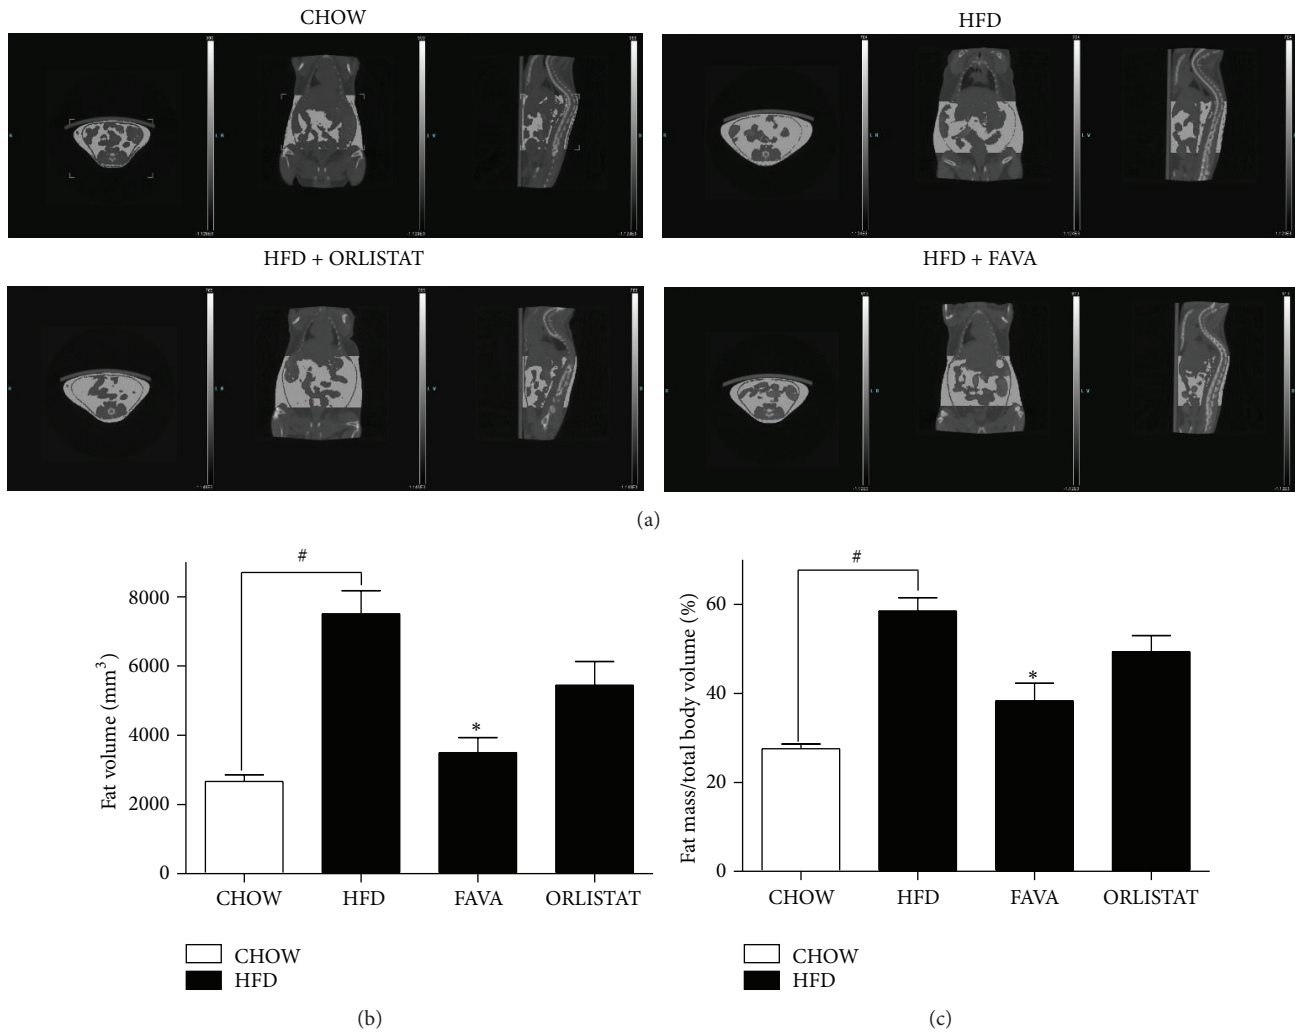 CHOW
HFD
HFD + ORLISTAT
HFD + FAVA
(a)
#
8000
6000
4000
2000
0
Fat volume (mm³)
*
CHOW
HFD
FAVA
ORLISTAT
CHOW
HFD
(b)
#
60
40
20
0
Fat mass/total body volume (%)
*
CHOW
HFD
FAVA
ORLISTAT
CHOW
HFD
(c)